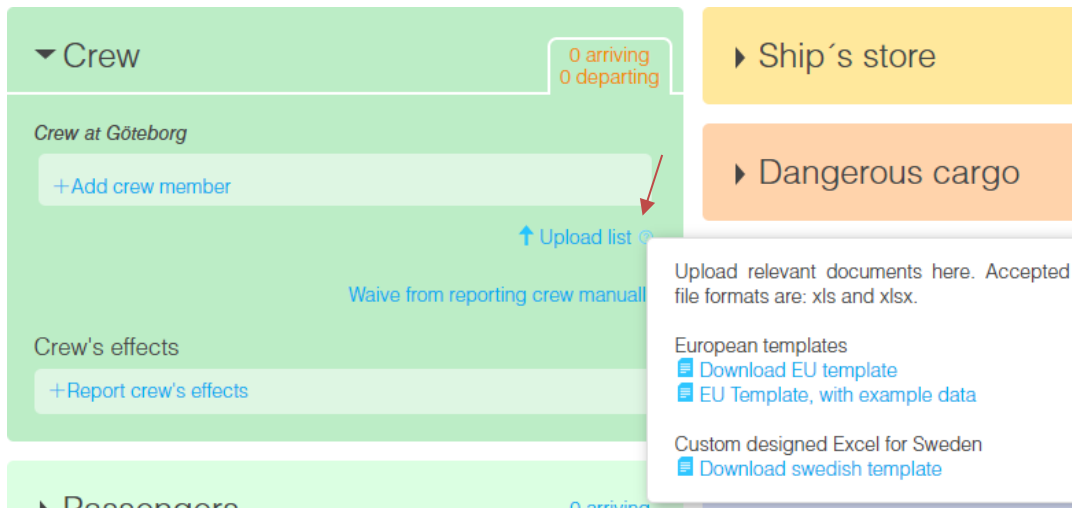 Crew
0 arriving
0 departing
Crew at Göteborg
+Add crew member
Upload list
Waive from reporting crew manuall
Crew's effects
+Report crew's effects
Passengers
0 arriving
Ship´s store
Dangerous cargo
Upload relevant documents here. Accepted
file formats are: xls and xlsx.
European templates
Download EU template
EU Template, with example data
Custom designed Excel for Sweden
Download swedish template